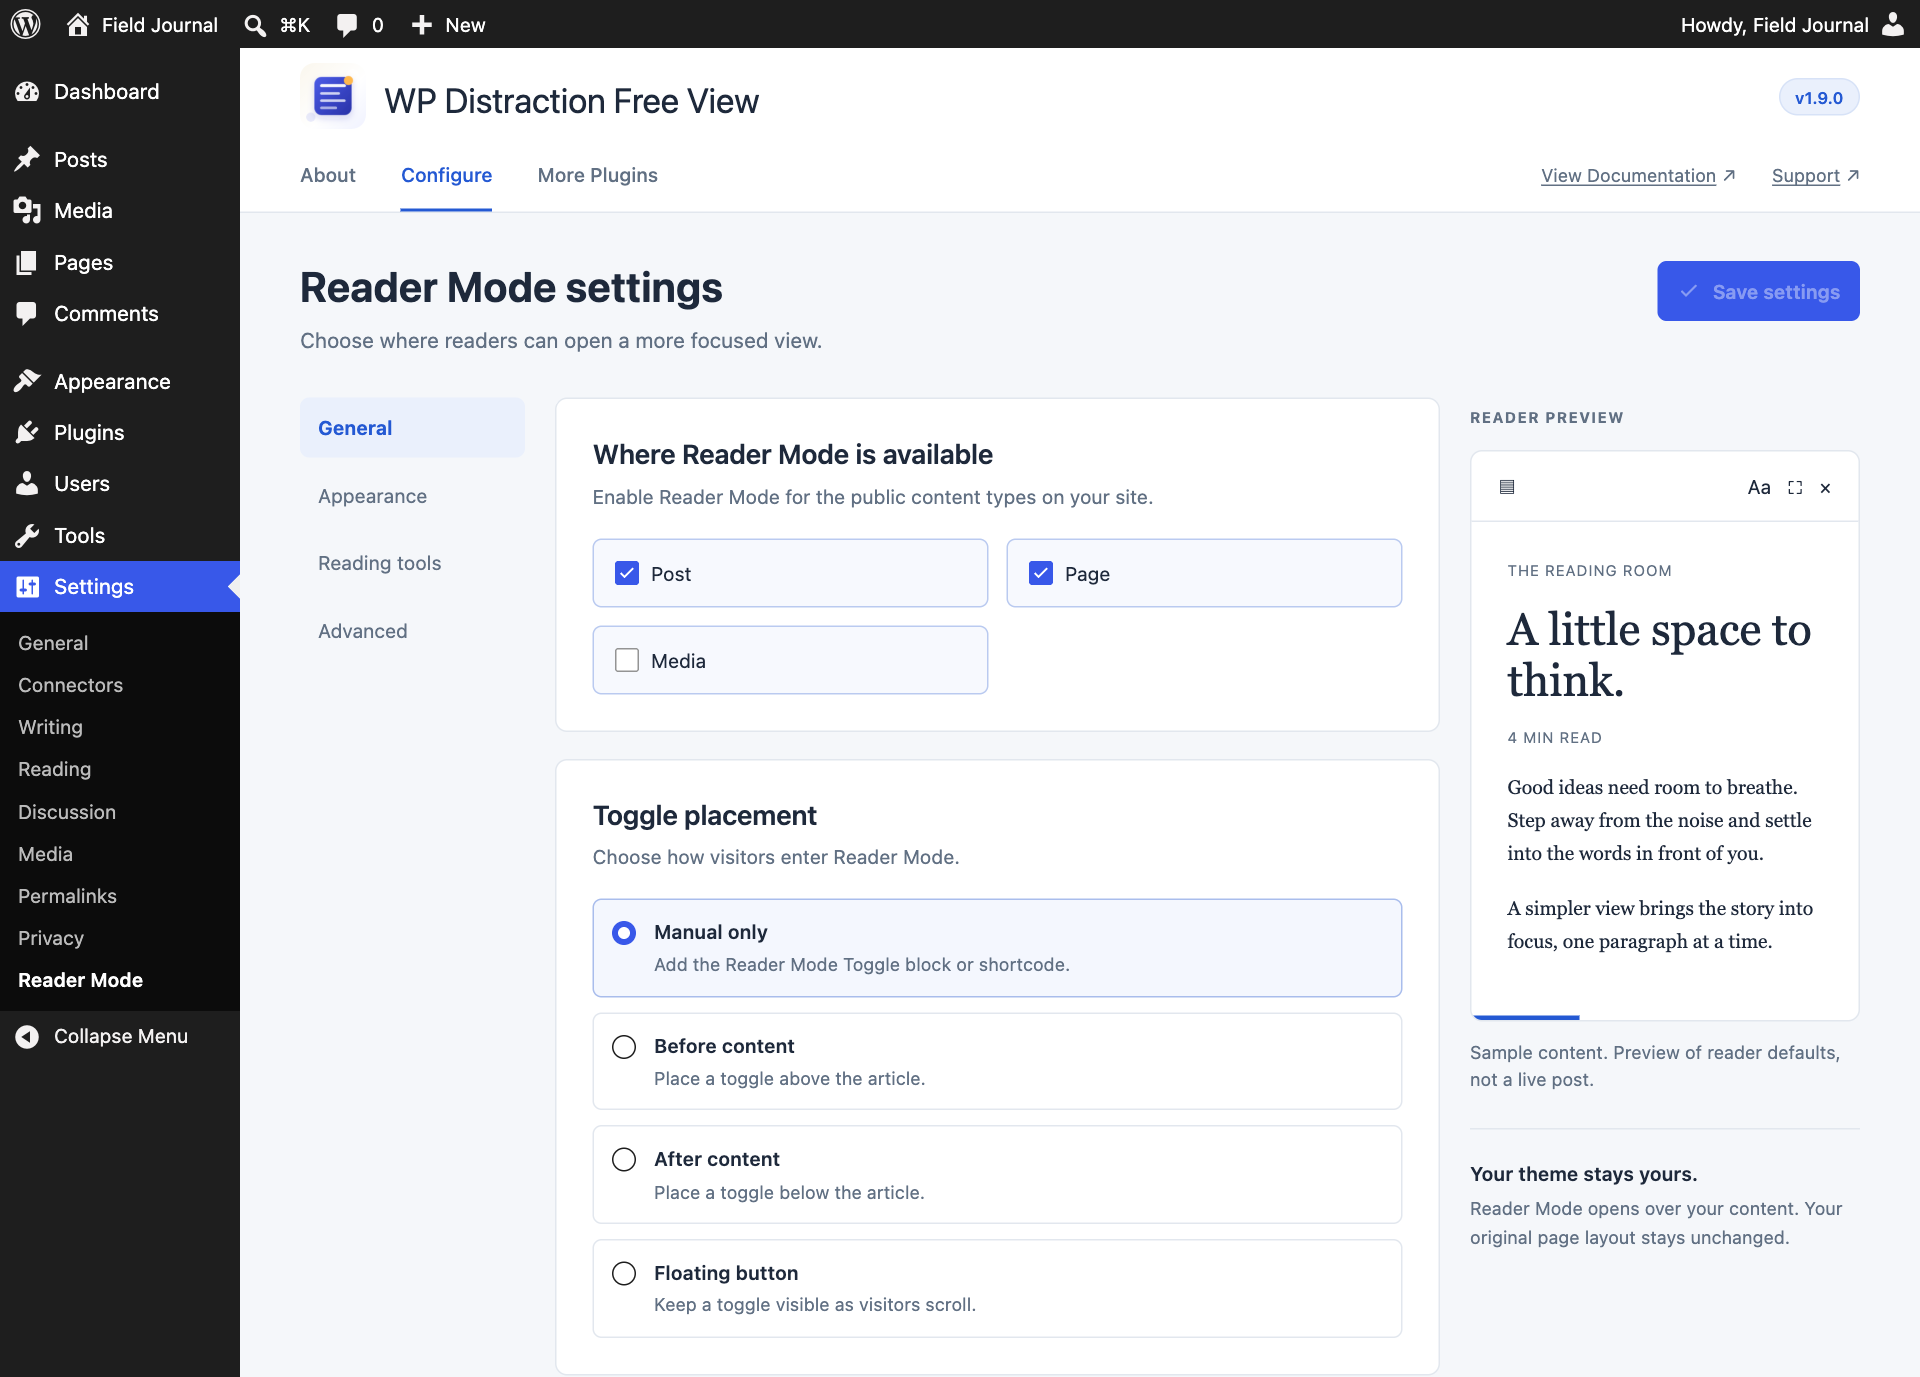 Field Journal
⌘K
0
New
Howdy, Field Journal
Dashboard
Posts
Media
Pages
Comments
Appearance
Plugins
Users
Tools
Settings
General
Connectors
Writing
Reading
Discussion
Media
Permalinks
Privacy
Reader Mode
Collapse Menu
WP Distraction Free View
v1.9.0
About
Configure
More Plugins
View Documentation ↗
Support ↗
Reader Mode settings
Choose where readers can open a more focused view.
Save settings
General
Appearance
Reading tools
Advanced
Where Reader Mode is available
Enable Reader Mode for the public content types on your site.
Post
Page
Media
Toggle placement
Choose how visitors enter Reader Mode.
Manual only
Add the Reader Mode Toggle block or shortcode.
Before content
Place a toggle above the article.
After content
Place a toggle below the article.
Floating button
Keep a toggle visible as visitors scroll.
READER PREVIEW
Aa
THE READING ROOM
A little space to
think.
4 MIN READ
Good ideas need room to breathe.
Step away from the noise and settle
into the words in front of you.
A simpler view brings the story into
focus, one paragraph at a time.
Sample content. Preview of reader defaults,
not a live post.
Your theme stays yours.
Reader Mode opens over your content. Your
original page layout stays unchanged.